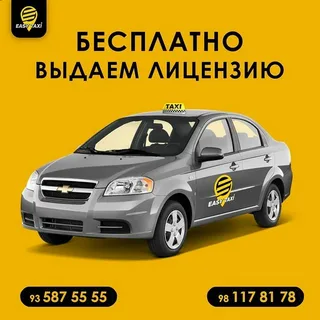 EASY TAXI
БЕСПЛАТНО
ВЫДАЕМ ЛИЦЕНЗИЮ
TAXI
EASY TAXI
93 587 55 55
98 117 81 78